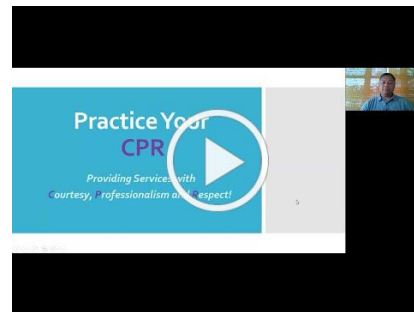 Practice Your
CPR
Providing Services with
Courtesy, Professionalism and Respect!